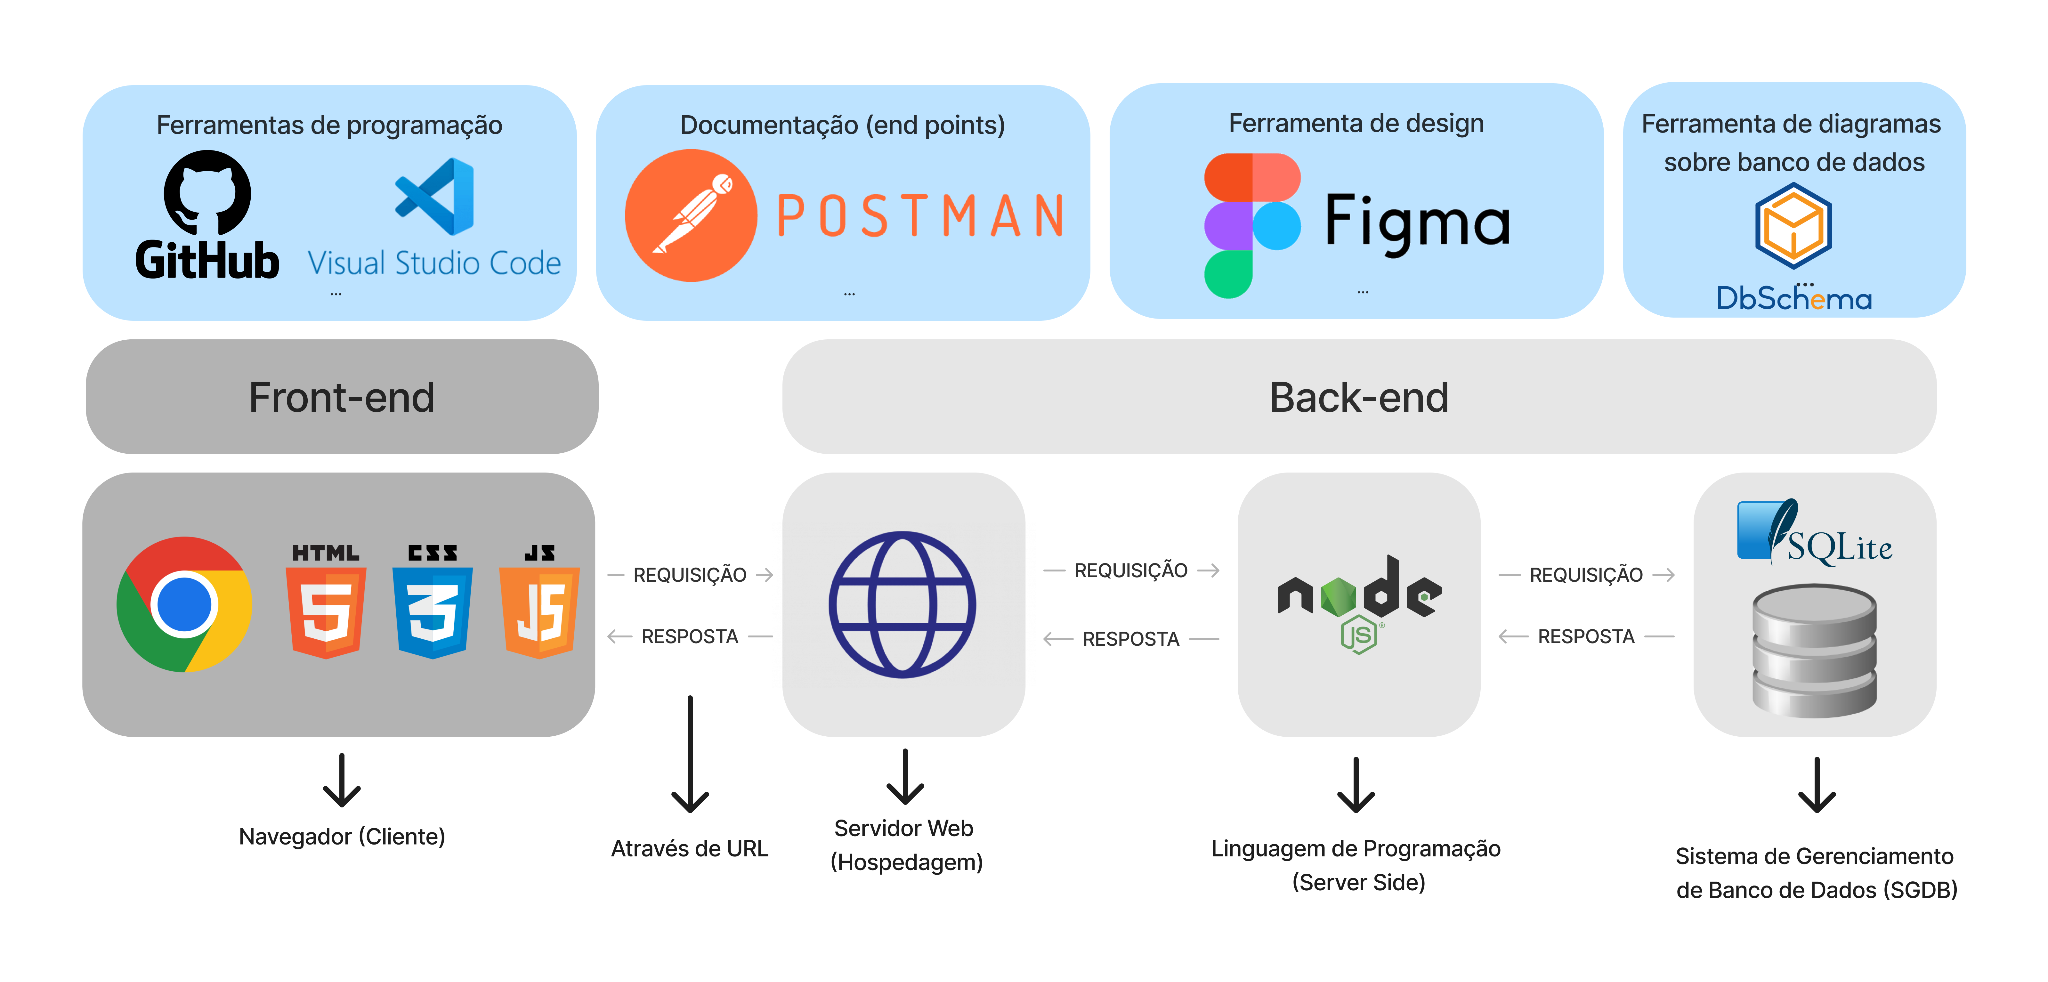 Ferramentas de programação
GitHub
Visual Studio Code
...
Documentação (end points)
POSTMAN
...
Ferramenta de design
Figma
...
Ferramenta de diagramas
sobre banco de dados
...
DbSchema
Front-end
Back-end
HTML
CSS
JS
5
3
JS
REQUISIÇÃO
RESPOSTA
REQUISIÇÃO
RESPOSTA
node
JS
®
REQUISIÇÃO
RESPOSTA
SQLite
Navegador (Cliente)
Através de URL
Servidor Web
(Hospedagem)
Linguagem de Programação
(Server Side)
Sistema de Gerenciamento
de Banco de Dados (SGDB)